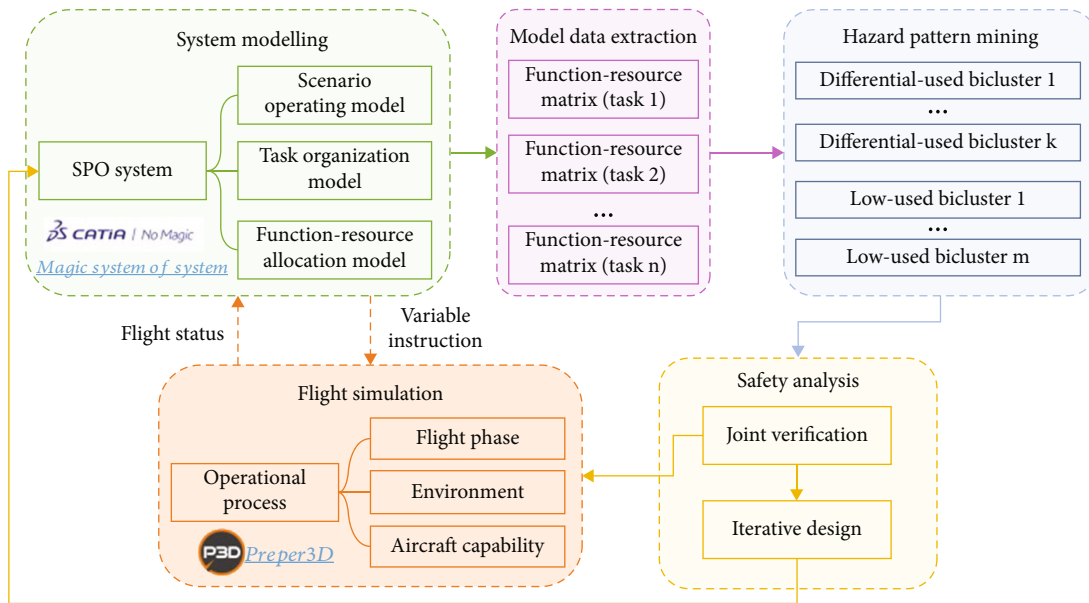 System modelling
Scenario
operating model
SPO system
Task organization
model
Function-resource
allocation model
3S CATIA | No Magic
Magic system of system
Model data extraction
Function-resource
matrix (task 1)
Function-resource
matrix (task 2)
...
Function-resource
matrix (task n)
Hazard pattern mining
Differential-used bicluster 1
...
Differential-used bicluster k
Low-used bicluster 1
...
Low-used bicluster m
Flight status
Variable
instruction
Flight simulation
Operational
process
Flight phase
Environment
Aircraft capability
P3D
Preper3D
Safety analysis
Joint verification
Iterative design